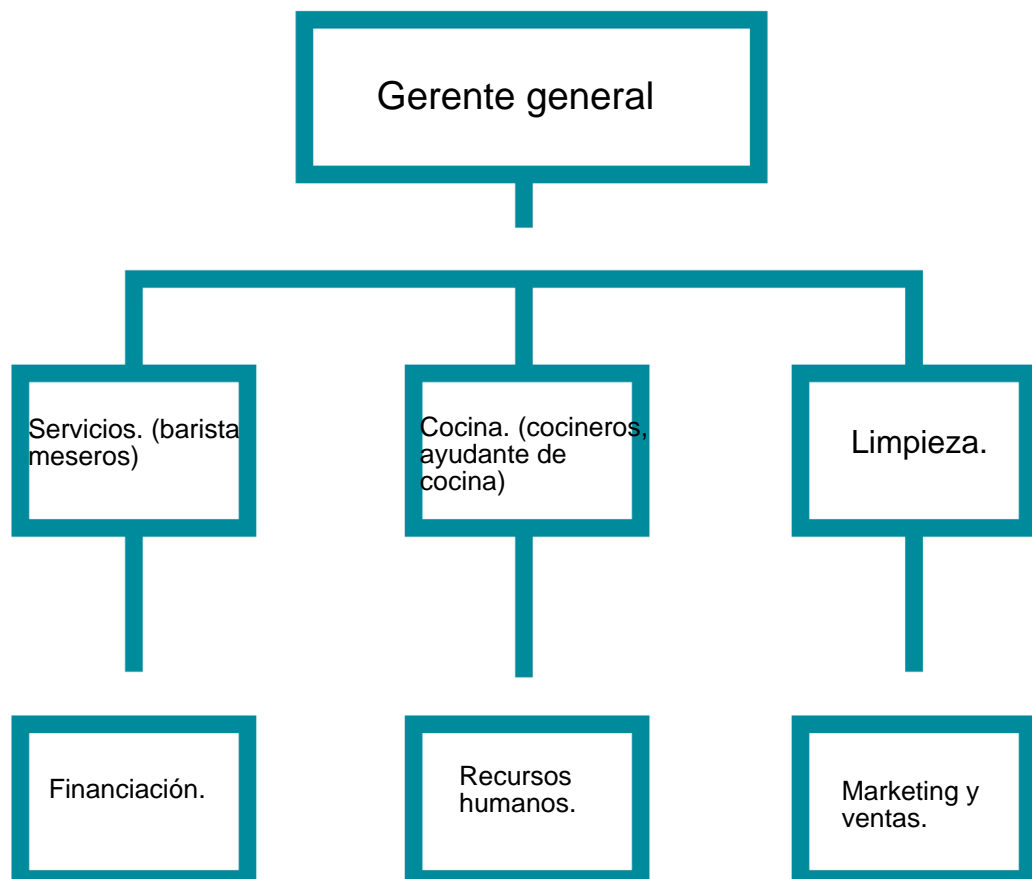 Gerente general
Servicios. (barista
meseros)
Cocina. (cocineros,
ayudante de
cocina)
Limpieza.
Financiación.
Recursos
humanos.
Marketing y
ventas.